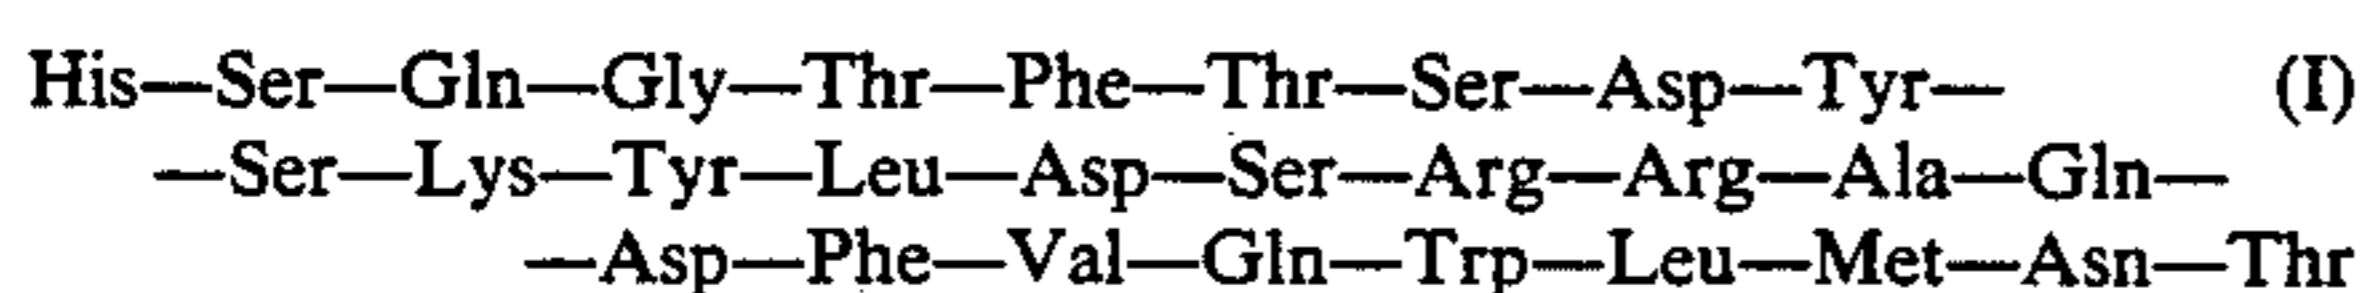 His—Ser—Gln—Gly—Thr—Phe—Thr—Ser—Asp—Tyr— (I)
—Ser—Lys—Tyr—Leu—Asp—Ser—Arg—Arg—Ala—Gln—
—Asp—Phe—Val—Gln—Trp—Leu—Met—Asn—Thr